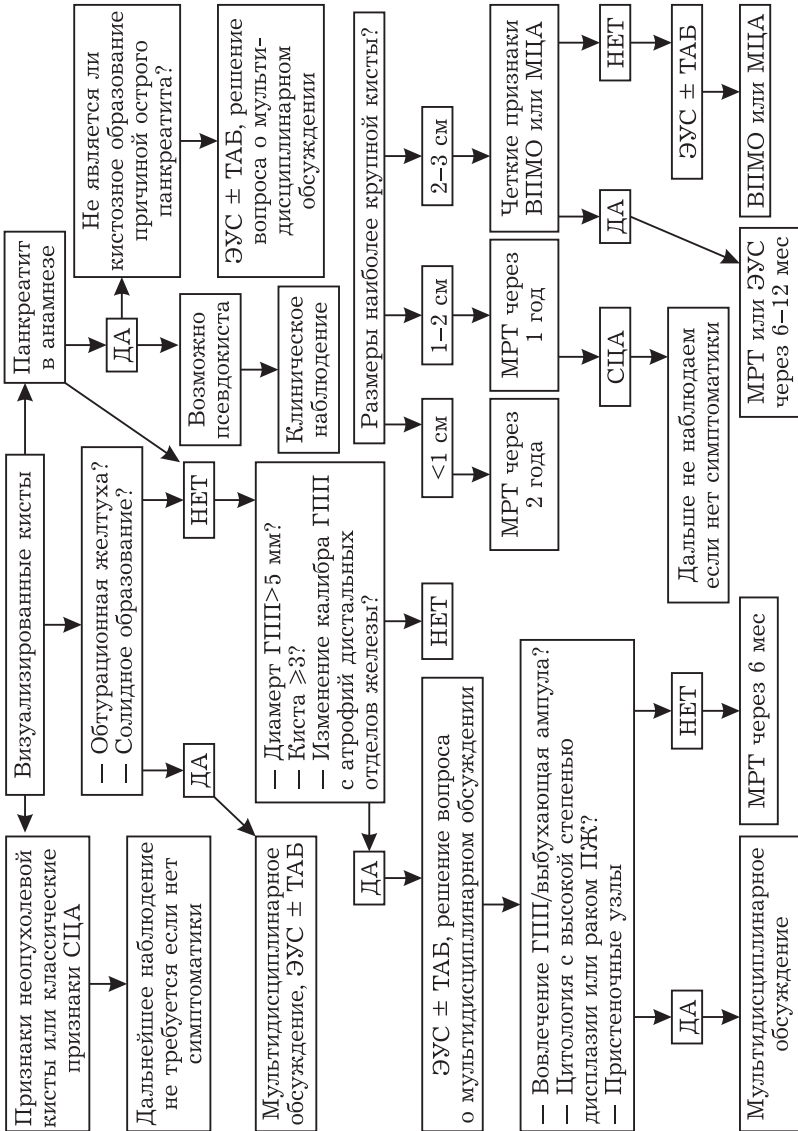 Визуализированные кисты
Признаки неопухолевой
кисты или классические
признаки СЦА
Дальнейшее наблюдение
не требуется если нет
симптоматики
— Обтурационная желтуха?
— Солидное образование?
ДА
НЕТ
Мультидисциплинарное
обсуждение, ЭУС ± ТАБ
Панкреатит
в анамнезе
ДА
Не является ли
кистозное образование
причиной острого
панкреатита?
ЭУС ± ТАБ, решение
вопроса о мульти-
дисциплинарном
обсуждении
Возможно
псевдокиста
Клиническое
наблюдение
— Диамерт ГПП>5 мм?
— Киста ⩾3?
— Изменение калибра ГПП
с атрофий дистальных
отделов железы?
ДА
НЕТ
ЭУС ± ТАБ, решение вопроса
о мультидисциплинарном обсуждении
— Вовлечение ГПП/выбухающая ампула?
— Цитология с высокой степенью
дисплазии или раком ПЖ?
— Пристеночные узлы
ДА
НЕТ
Мультидисциплинарное
обсуждение
МРТ через 6 мес
Размеры наиболее крупной кисты?
<1 см
1–2 см
2–3 см
МРТ через
2 года
МРТ через
1 год
Четкие признаки
ВПМО или МЦА
СЦА
ДА
НЕТ
Дальше не наблюдаем
если нет симптоматики
ЭУС ± ТАБ
МРТ или ЭУС
через 6–12 мес
ВПМО или МЦА